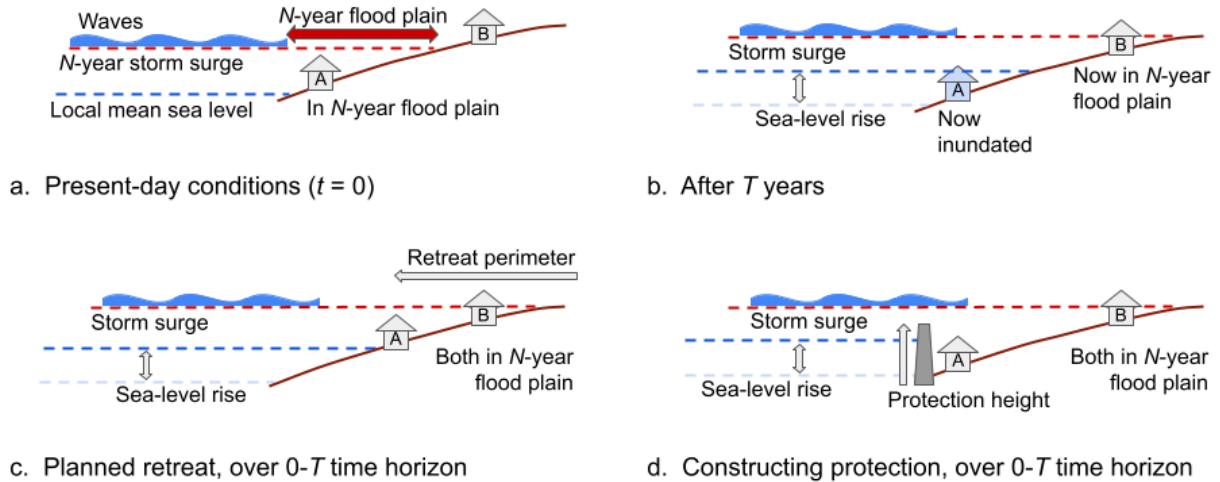 Waves
N-year flood plain
B
N-year storm surge
A
Local mean sea level
In N-year flood plain
a. Present-day conditions (t = 0)
Storm surge
B
A
Now in N-year
flood plain
Sea-level rise
Now
inundated
b. After T years
Retreat perimeter
Storm surge
B
A
Both in N-year
flood plain
Sea-level rise
c. Planned retreat, over 0-T time horizon
Storm surge
B
A
Both in N-year
flood plain
Sea-level rise
Protection height
d. Constructing protection, over 0-T time horizon